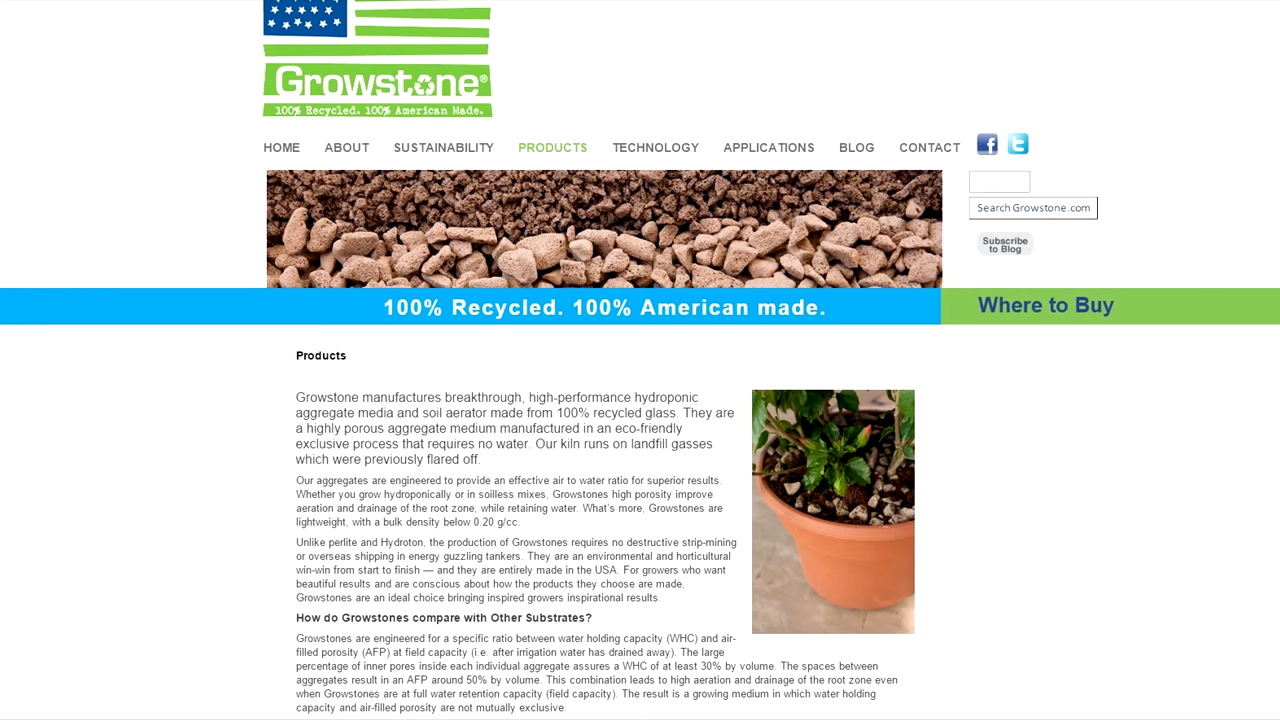 Growstone®
100% Recycled. 100% American Made.
HOME ABOUT SUSTAINABILITY PRODUCTS TECHNOLOGY APPLICATIONS BLOG CONTACT f t
Search Growstone.com
Subscribe
to Blog
100% Recycled. 100% American made.
Where to Buy
Products
Growstone manufactures breakthrough, high-performance hydroponic
aggregate media and soil aerator made from 100% recycled glass. They are
a highly porous aggregate medium manufactured in an eco-friendly
exclusive process that requires no water. Our kiln runs on landfill gasses
which were previously flared off.
Our aggregates are engineered to provide an effective air to water ratio for superior results.
Whether you grow hydroponically or in soilless mixes, Growstones high porosity improve
aeration and drainage of the root zone, while retaining water. What's more, Growstones are
lightweight, with a bulk density below 0.20 g/cc.
Unlike perlite and Hydroton, the production of Growstones requires no destructive strip-mining
or overseas shipping in energy guzzling tankers. They are an environmental and horticultural
win-win from start to finish — and they are entirely made in the USA. For growers who want
beautiful results and are conscious about how the products they choose are made,
Growstones are an ideal choice bringing inspired growers inspirational results.
How do Growstones compare with Other Substrates?
Growstones are engineered for a specific ratio between water holding capacity (WHC) and air-
filled porosity (AFP) at field capacity (i.e. after irrigation water has drained away). The large
percentage of inner pores inside each individual aggregate assures a WHC of at least 30% by volume. The spaces between
aggregates result in an AFP around 50% by volume. This combination leads to high aeration and drainage of the root zone even
when Growstones are at full water retention capacity (field capacity). The result is a growing medium in which water holding
capacity and air-filled porosity are not mutually exclusive.